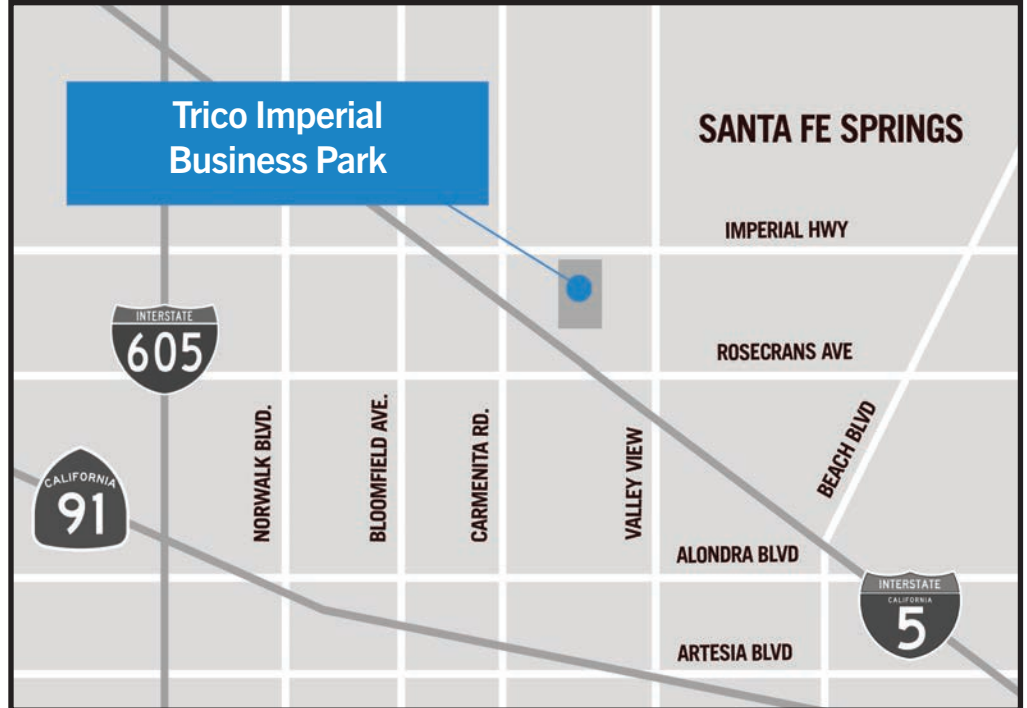 Trico Imperial
Business Park
SANTA FE SPRINGS
IMPERIAL HWY
INTERSTATE
605
ROSECRANS AVE
CALIFORNIA
91
NORWALK BLVD.
BLOOMFIELD AVE.
CARMENITA RD.
VALLEY VIEW
BEACH BLVD
ALONDRA BLVD
INTERSTATE
CALIFORNIA
5
ARTESIA BLVD